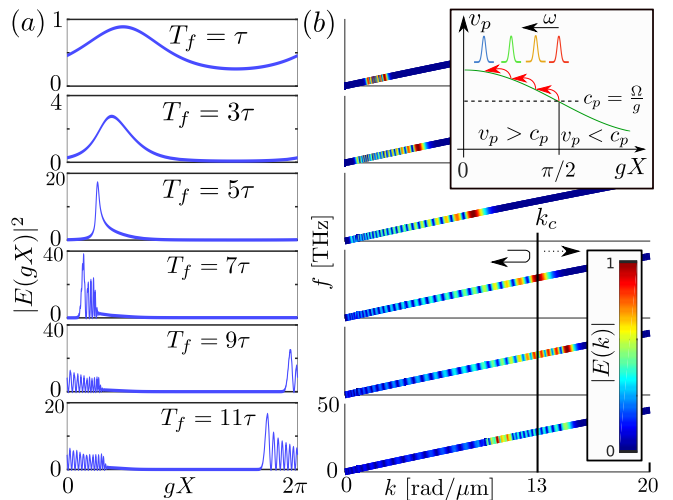 (a)
|E(gX)|²
1
0
T_f = τ
4
0
T_f = 3τ
20
0
T_f = 5τ
40
0
T_f = 7τ
40
20
0
T_f = 9τ
20
0
T_f = 11τ
0
gX
2π
(b)
f [THz]
50
0
0
k [rad/μm]
13
20
k_c
v_p
ω
c_p = Ω/g
v_p > c_p
v_p < c_p
0
π/2
gX
1
0
|E(k)|